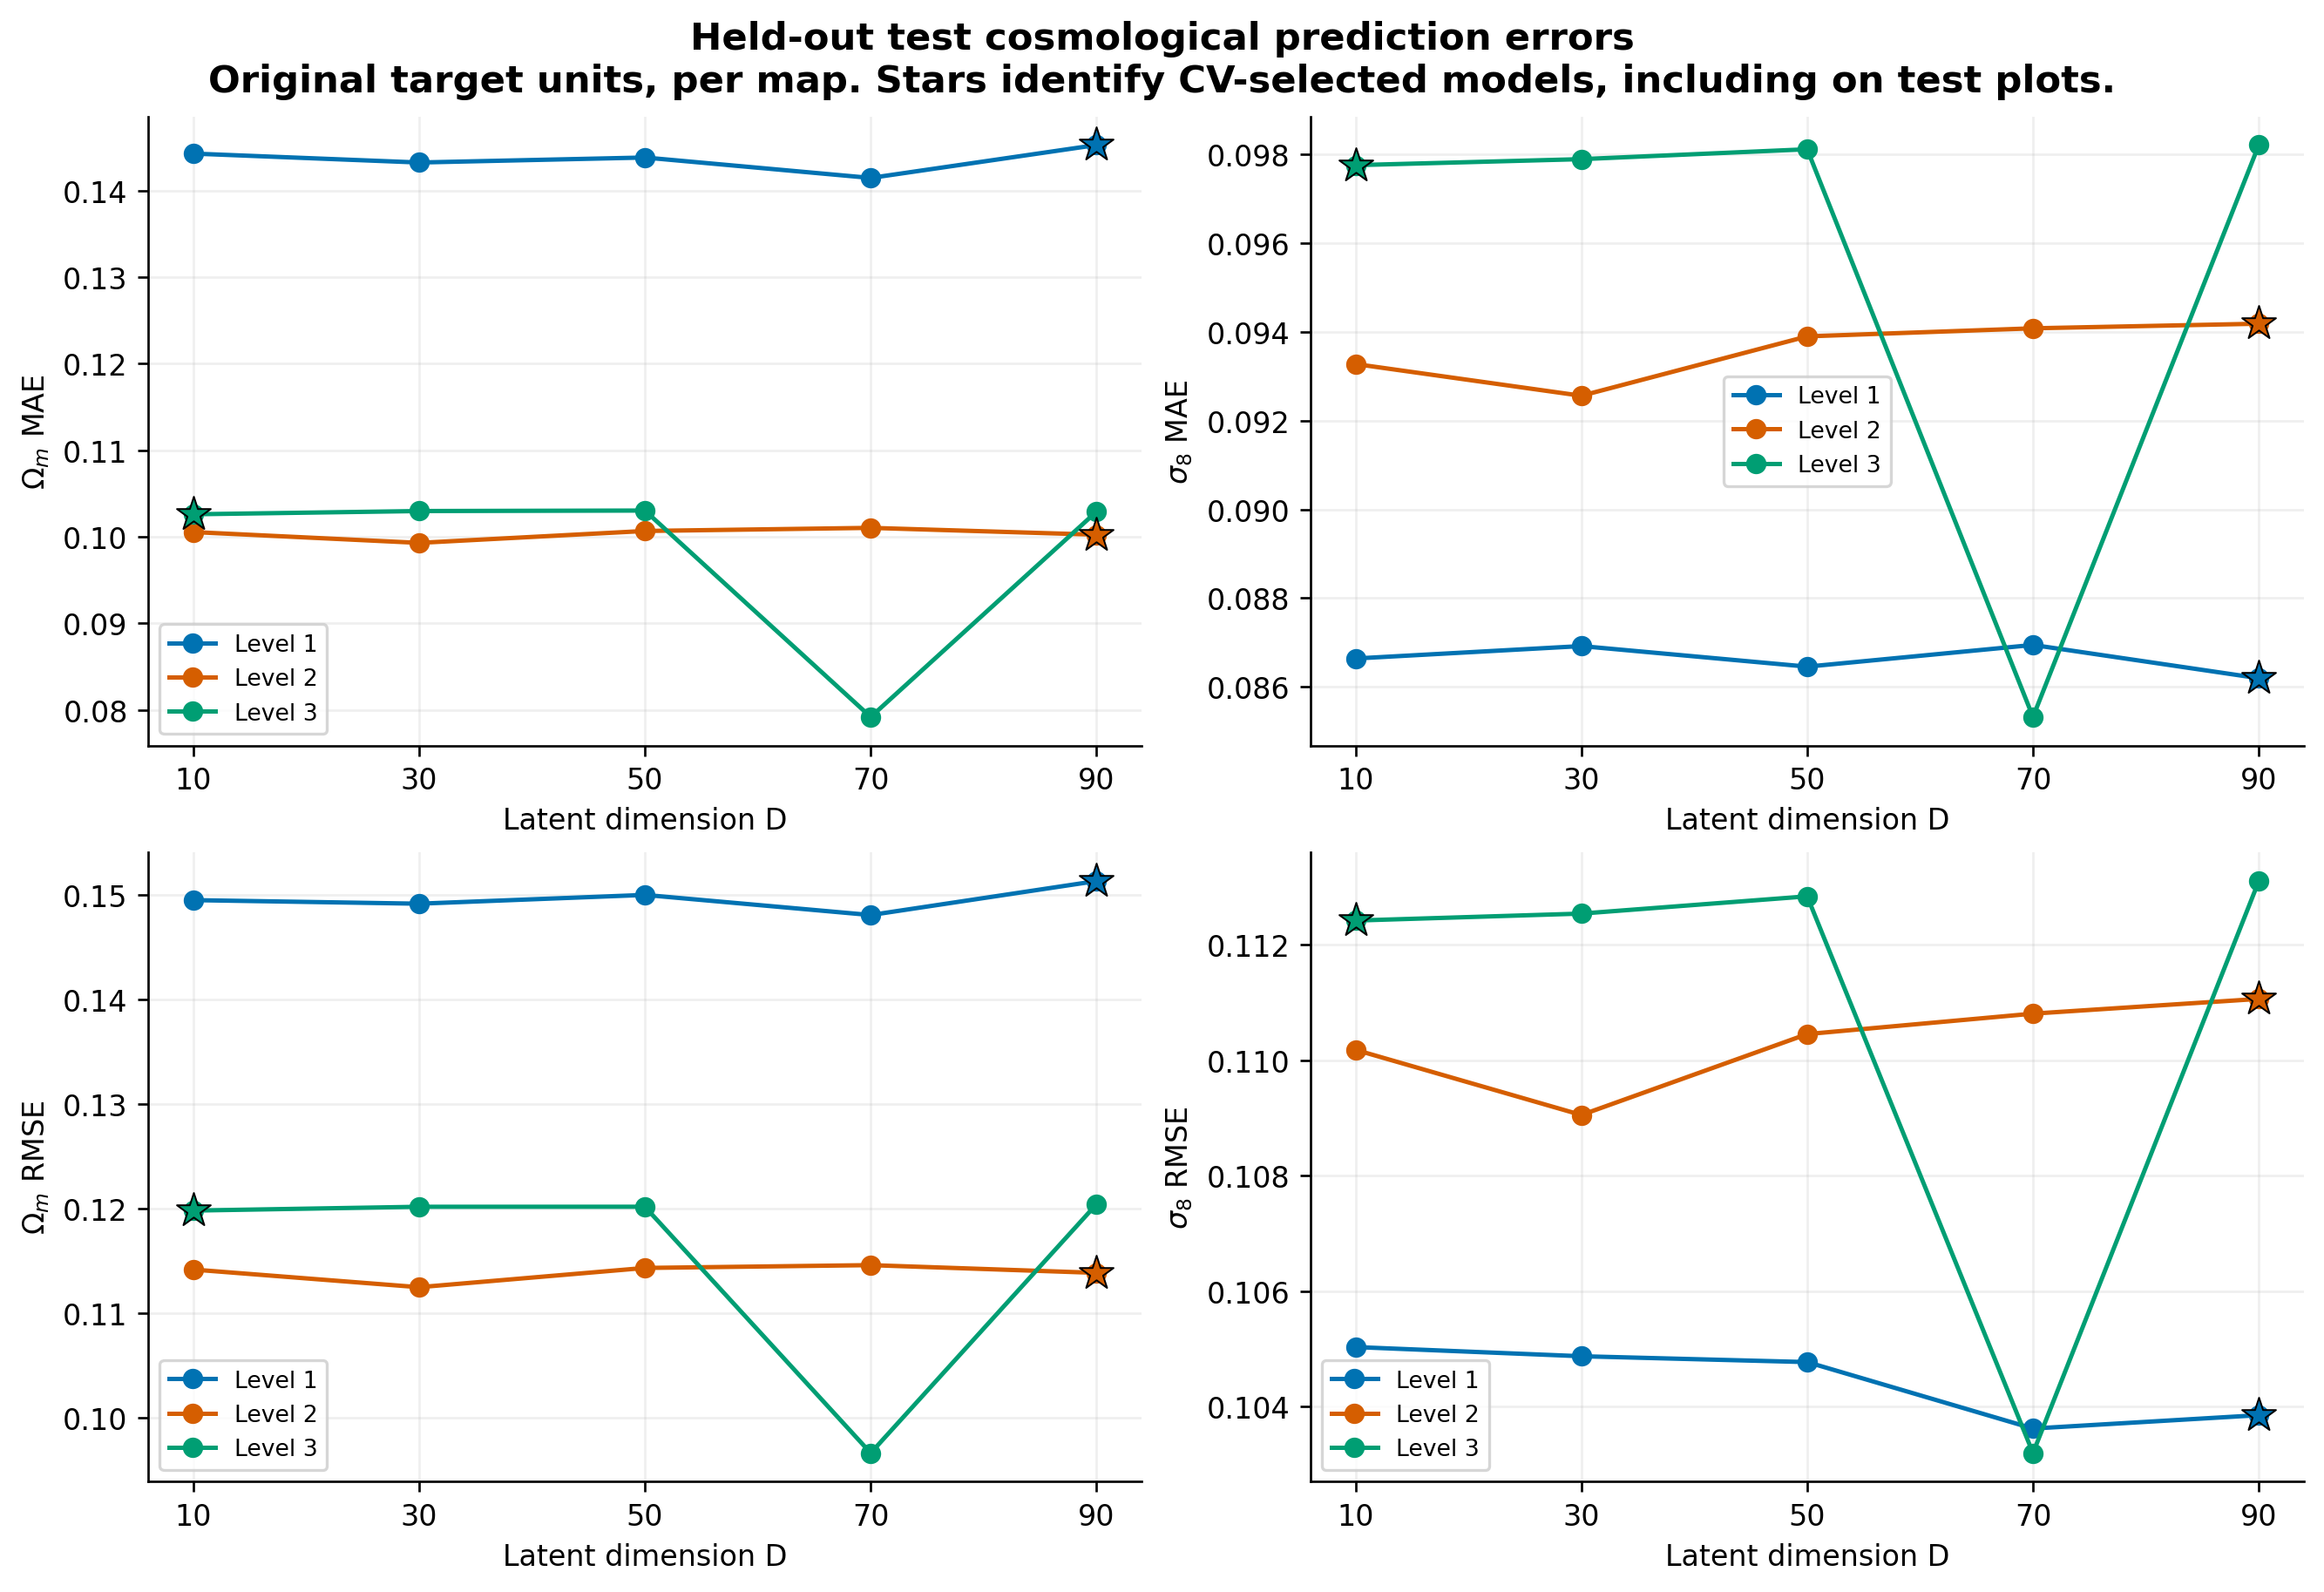 Held-out test cosmological prediction errors
Original target units, per map. Stars identify CV-selected models, including on test plots.
Ω_m MAE
0.14
0.13
0.12
0.11
0.10
0.09
0.08
Level 1
Level 2
Level 3
10 30 50 70 90
Latent dimension D
σ_8 MAE
0.098
0.096
0.094
0.092
0.090
0.088
0.086
Level 1
Level 2
Level 3
10 30 50 70 90
Latent dimension D
Ω_m RMSE
0.15
0.14
0.13
0.12
0.11
0.10
Level 1
Level 2
Level 3
10 30 50 70 90
Latent dimension D
σ_8 RMSE
0.112
0.110
0.108
0.106
0.104
Level 1
Level 2
Level 3
10 30 50 70 90
Latent dimension D